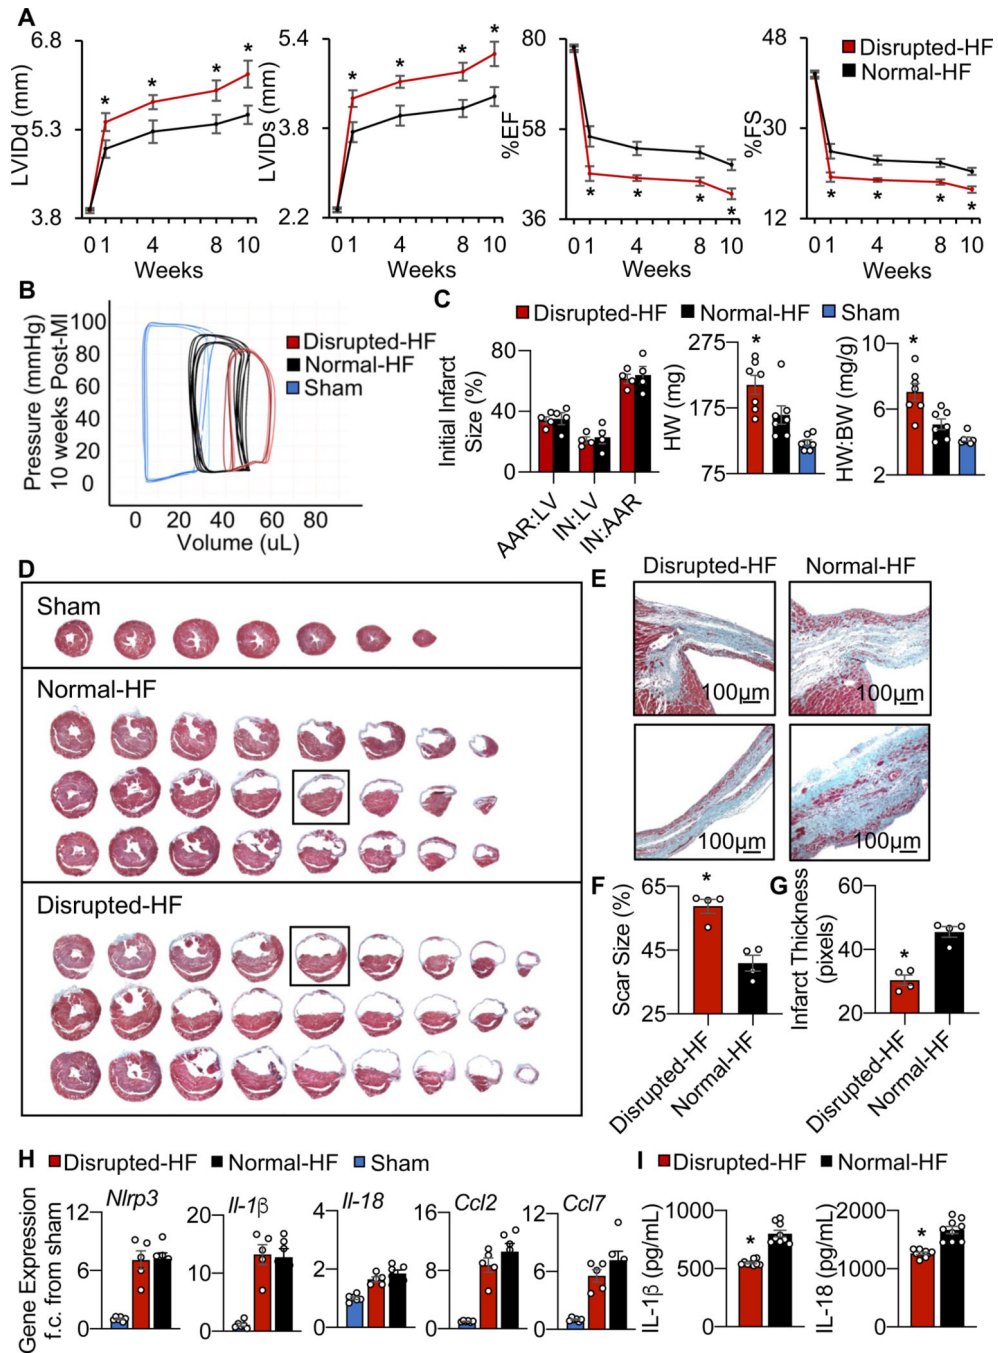 A
LVIDd (mm)
6.8
5.3
3.8
0 1 4 8 10
Weeks
* * * *
LVIDs (mm)
5.4
3.8
2.2
0 1 4 8 10
Weeks
* * * *
%EF
80
58
36
0 1 4 8 10
Weeks
* * * *
%FS
48
30
12
0 1 4 8 10
Weeks
* * * *
Disrupted-HF
Normal-HF
B
Pressure (mmHg)
10 weeks Post-MI
100
80
60
40
20
0
0 20 40 60 80
Volume (uL)
Disrupted-HF
Normal-HF
Sham
C
Disrupted-HF Normal-HF Sham
Initial Infarct
Size (%)
80
40
0
AAR:LV
IN:LV
IN:AAR
HW (mg)
275
175
75
*
HW:BW (mg/g)
10
6
2
*
D
Sham
Normal-HF
Disrupted-HF
E
Disrupted-HF Normal-HF
100µm
100µm
100µm
100µm
F
Scar Size (%)
65
45
25
*
Disrupted-HF
Normal-HF
G
Infarct Thickness
(pixels)
60
40
20
*
Disrupted-HF
Normal-HF
H
Disrupted-HF Normal-HF Sham
Gene Expression
f.c. from sham
Nlrp3
16
8
0
Il-1β
20
10
0
Il-18
4
2
0
Ccl2
16
8
0
Ccl7
12
6
0
I
Disrupted-HF Normal-HF
IL-1β (pg/mL)
1000
500
0
*
IL-18 (pg/mL)
2000
1000
0
*